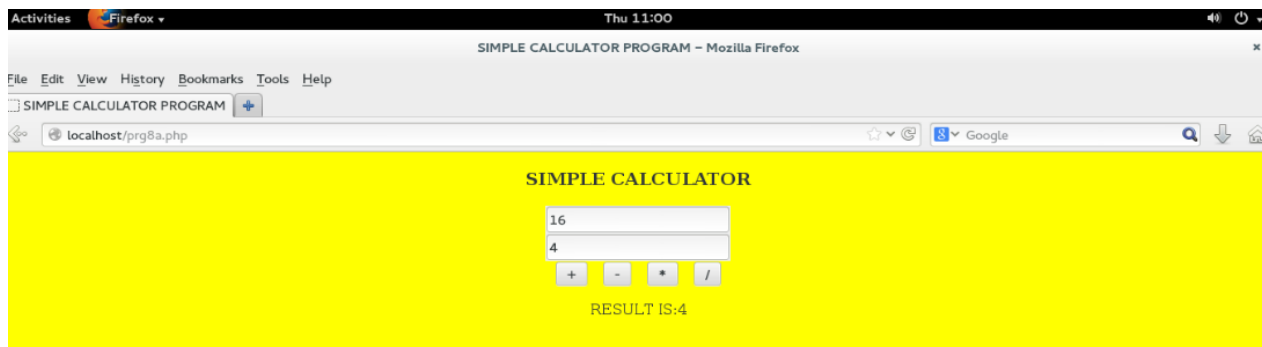 Activities Firefox Thu 11:00
SIMPLE CALCULATOR PROGRAM – Mozilla Firefox
File Edit View History Bookmarks Tools Help
SIMPLE CALCULATOR PROGRAM
localhost/prg8a.php 8 Google
SIMPLE CALCULATOR
16
4
+ - * /
RESULT IS:4